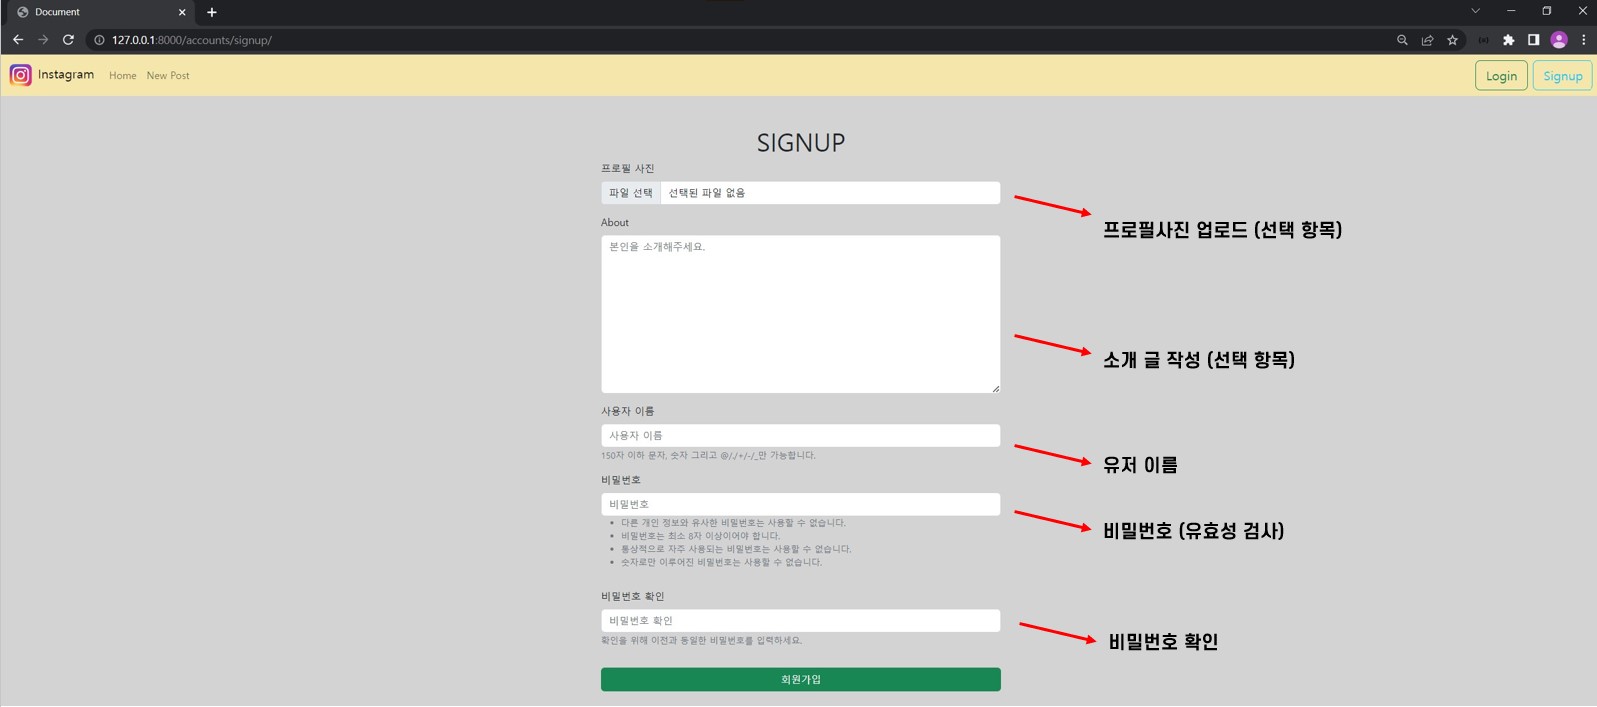 Document
127.0.0.1:8000/accounts/signup/
Instagram Home New Post Login Signup
SIGNUP
프로필 사진
파일 선택 선택된 파일 없음
프로필사진 업로드 (선택 항목)
About
본인을 소개해주세요.
소개 글 작성 (선택 항목)
사용자 이름
사용자 이름
150자 이하 문자, 숫자 그리고 @/./+/-/_만 가능합니다.
유저 이름
비밀번호
비밀번호
다른 개인 정보와 유사한 비밀번호는 사용할 수 없습니다.
비밀번호 (유효성 검사)
비밀번호는 최소 8자 이상이어야 합니다.
통상적으로 자주 사용되는 비밀번호는 사용할 수 없습니다.
숫자로만 이루어진 비밀번호는 사용할 수 없습니다.
비밀번호 확인
비밀번호 확인
확인을 위해 이전과 동일한 비밀번호를 입력하세요.
비밀번호 확인
회원가입